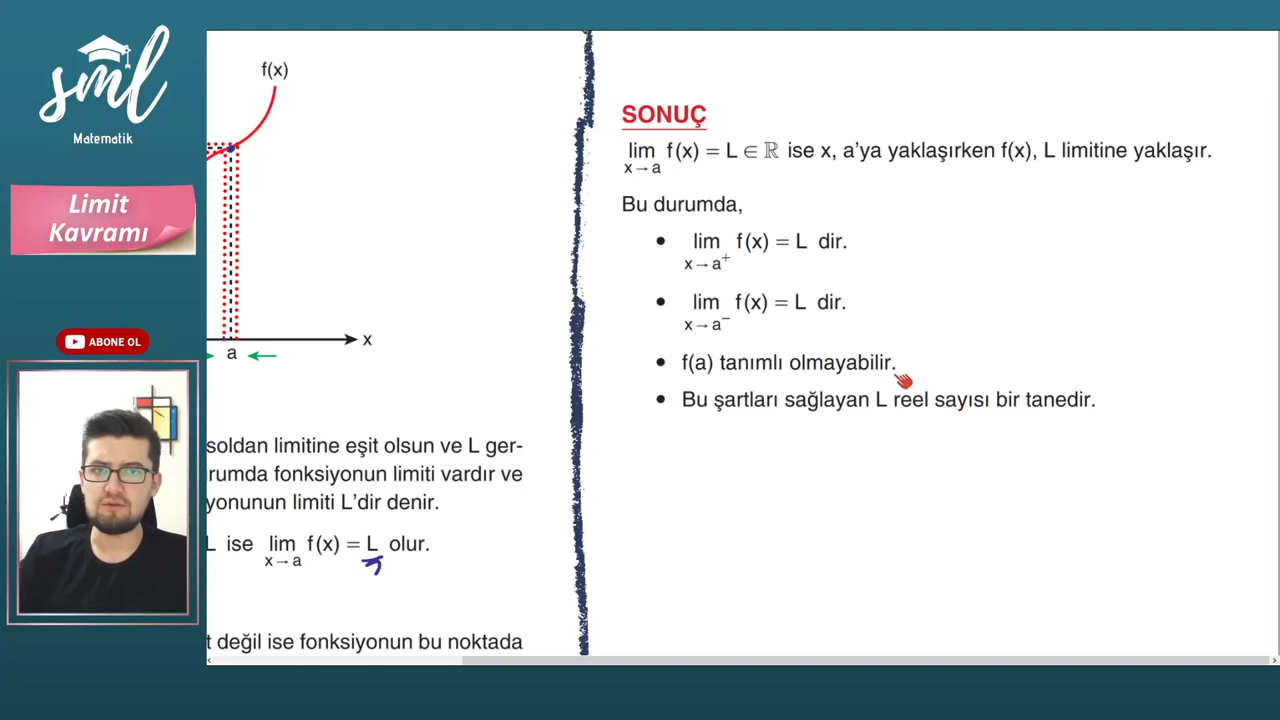 sml
Matematik
Limit
Kavramı
ABONE OL
f(x)
x
a
soldan limitine eşit olsun ve L ger-
rumda fonksiyonun limiti vardır ve
yonunun limiti L'dir denir.
L ise lim f(x) = L olur.
x→a
t değil ise fonksiyonun bu noktada
SONUÇ
lim f(x) = L ∈ ℝ ise x, a'ya yaklaşırken f(x), L limitine yaklaşır.
x→a
Bu durumda,
• lim f(x) = L dir.
x→a⁺
• lim f(x) = L dir.
x→a⁻
• f(a) tanımlı olmayabilir.
• Bu şartları sağlayan L reel sayısı bir tanedir.